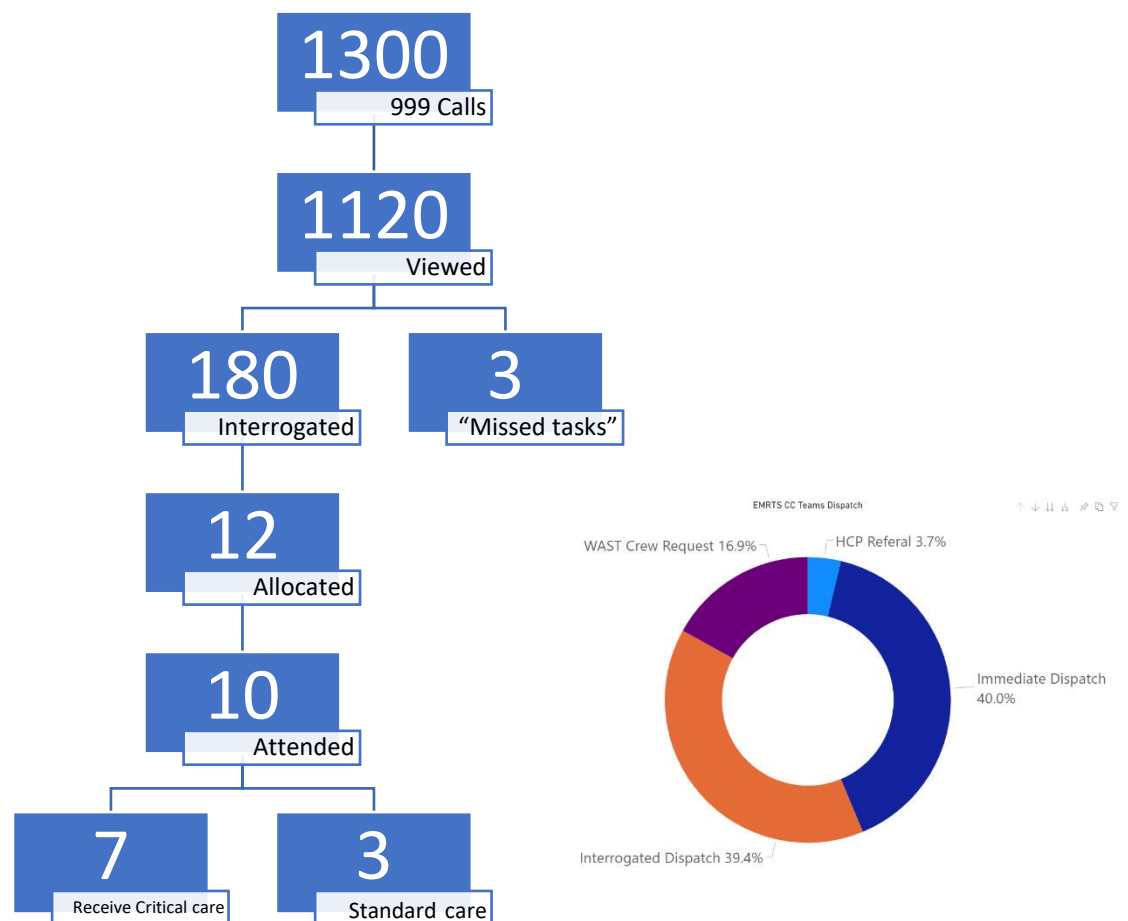 1300
999 Calls
1120
Viewed
180
Interrogated
3
“Missed tasks”
12
Allocated
10
Attended
7
Receive Critical care
3
Standard care
EMRTS CC Teams Dispatch
WAST Crew Request 16.9%
HCP Referal 3.7%
Immediate Dispatch
40.0%
Interrogated Dispatch 39.4%